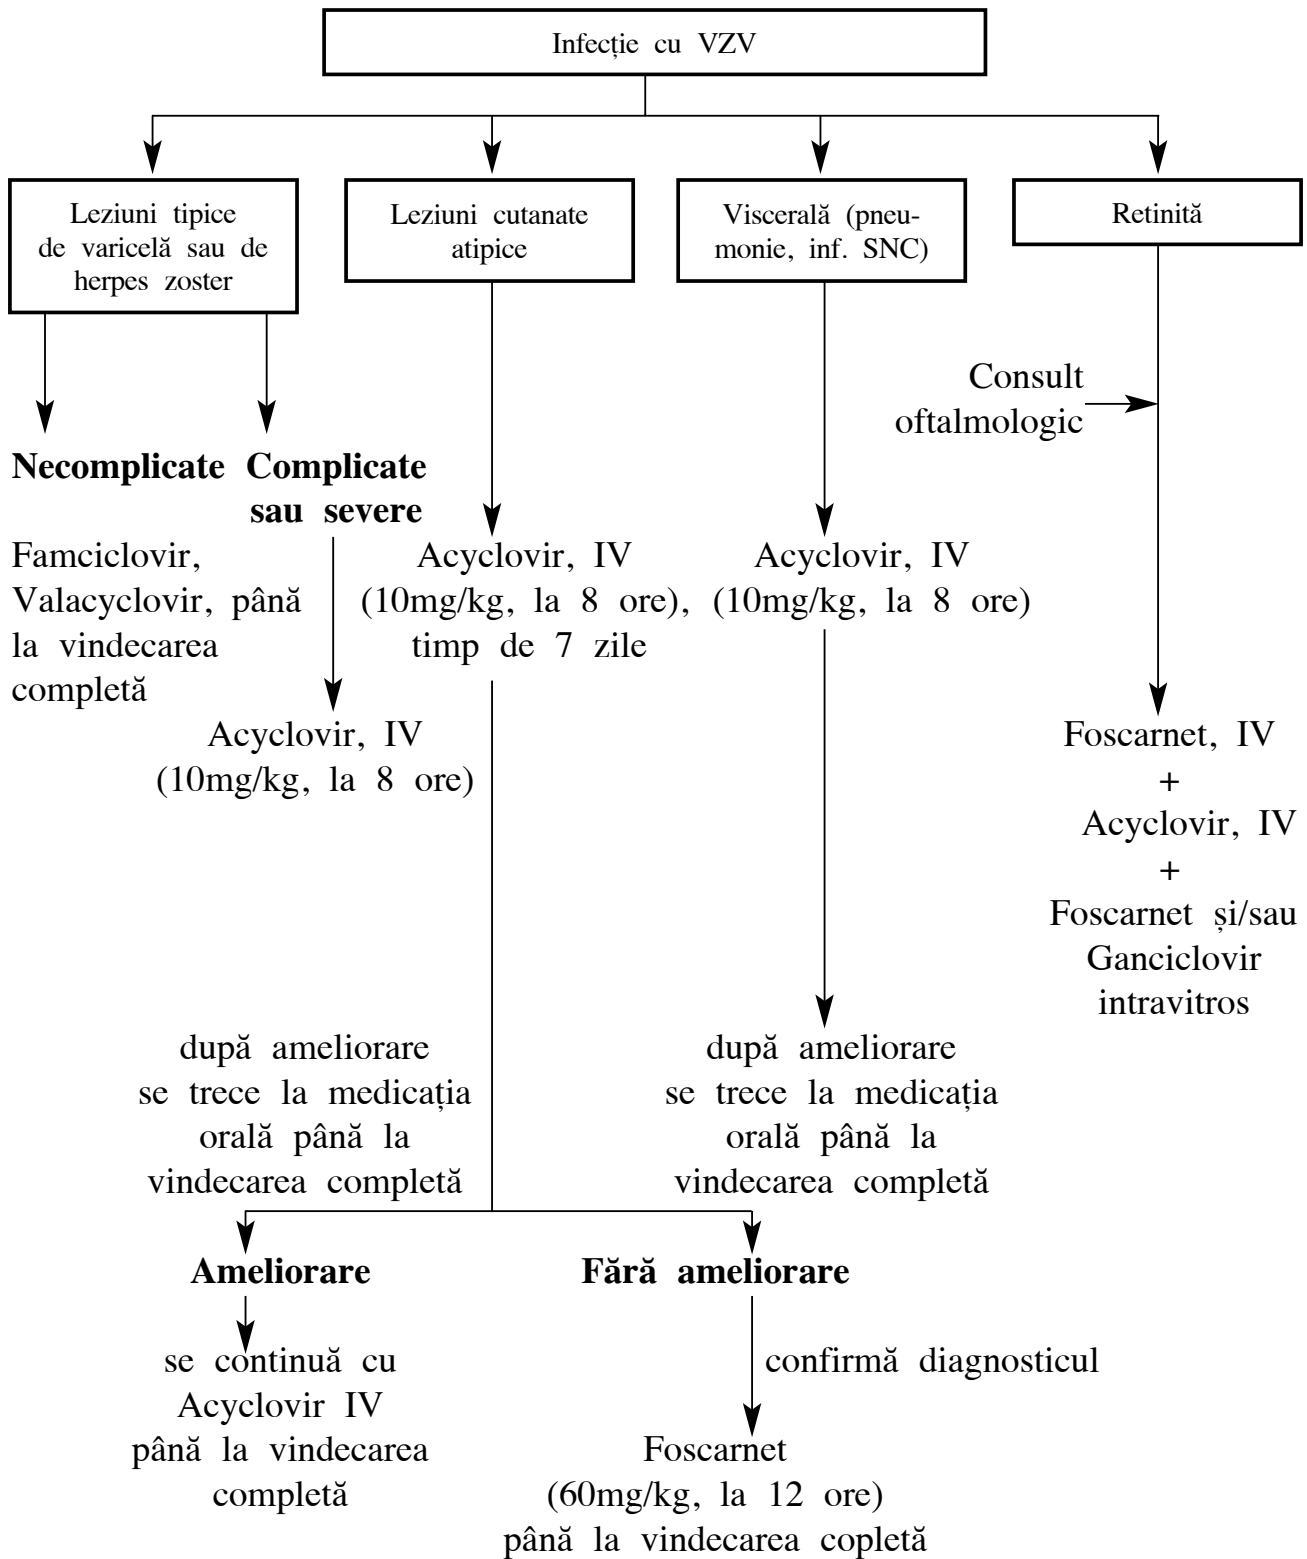 Infecție cu VZV
Leziuni tipice
de varicelă sau de
herpes zoster
Leziuni cutanate
atipice
Viscerală (pneu-
monie, inf. SNC)
Retinită
Consult
oftalmologic
Necomplicate
Complicate
sau severe
Famciclovir,
Valacyclovir, până
la vindecarea
completă
Acyclovir, IV
(10mg/kg, la 8 ore)
Acyclovir, IV
(10mg/kg, la 8 ore),
timp de 7 zile
Acyclovir, IV
(10mg/kg, la 8 ore)
Foscarnet, IV
+
Acyclovir, IV
+
Foscarnet și/sau
Ganciclovir
intravitros
după ameliorare
se trece la medicația
orală până la
vindecarea completă
după ameliorare
se trece la medicația
orală până la
vindecarea completă
Ameliorare
Fără ameliorare
se continuă cu
Acyclovir IV
până la vindecarea
completă
confirmă diagnosticul
Foscarnet
(60mg/kg, la 12 ore)
până la vindecarea copletă